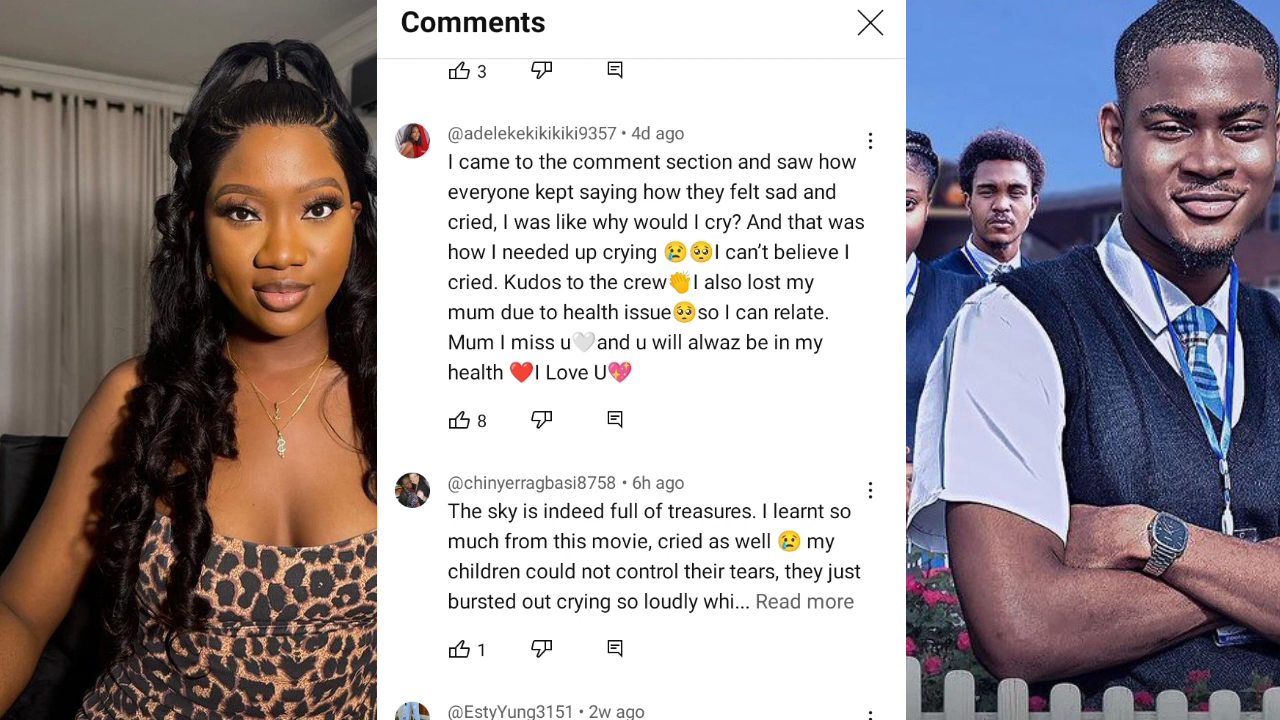 Comments
3
@adelekekikikiki9357 • 4d ago
I came to the comment section and saw how
everyone kept saying how they felt sad and
cried, I was like why would I cry? And that was
how I needed up crying 😢🥺I can’t believe I
cried. Kudos to the crew👏I also lost my
mum due to health issue🥺so I can relate.
Mum I miss u🤍and u will alwaz be in my
health ❤️I Love U💖
8
@chinyerragbasi8758 • 6h ago
The sky is indeed full of treasures. I learnt so
much from this movie, cried as well 😢 my
children could not control their tears, they just
bursted out crying so loudly whi... Read more
1
@EstyYung3151 • 2w ago